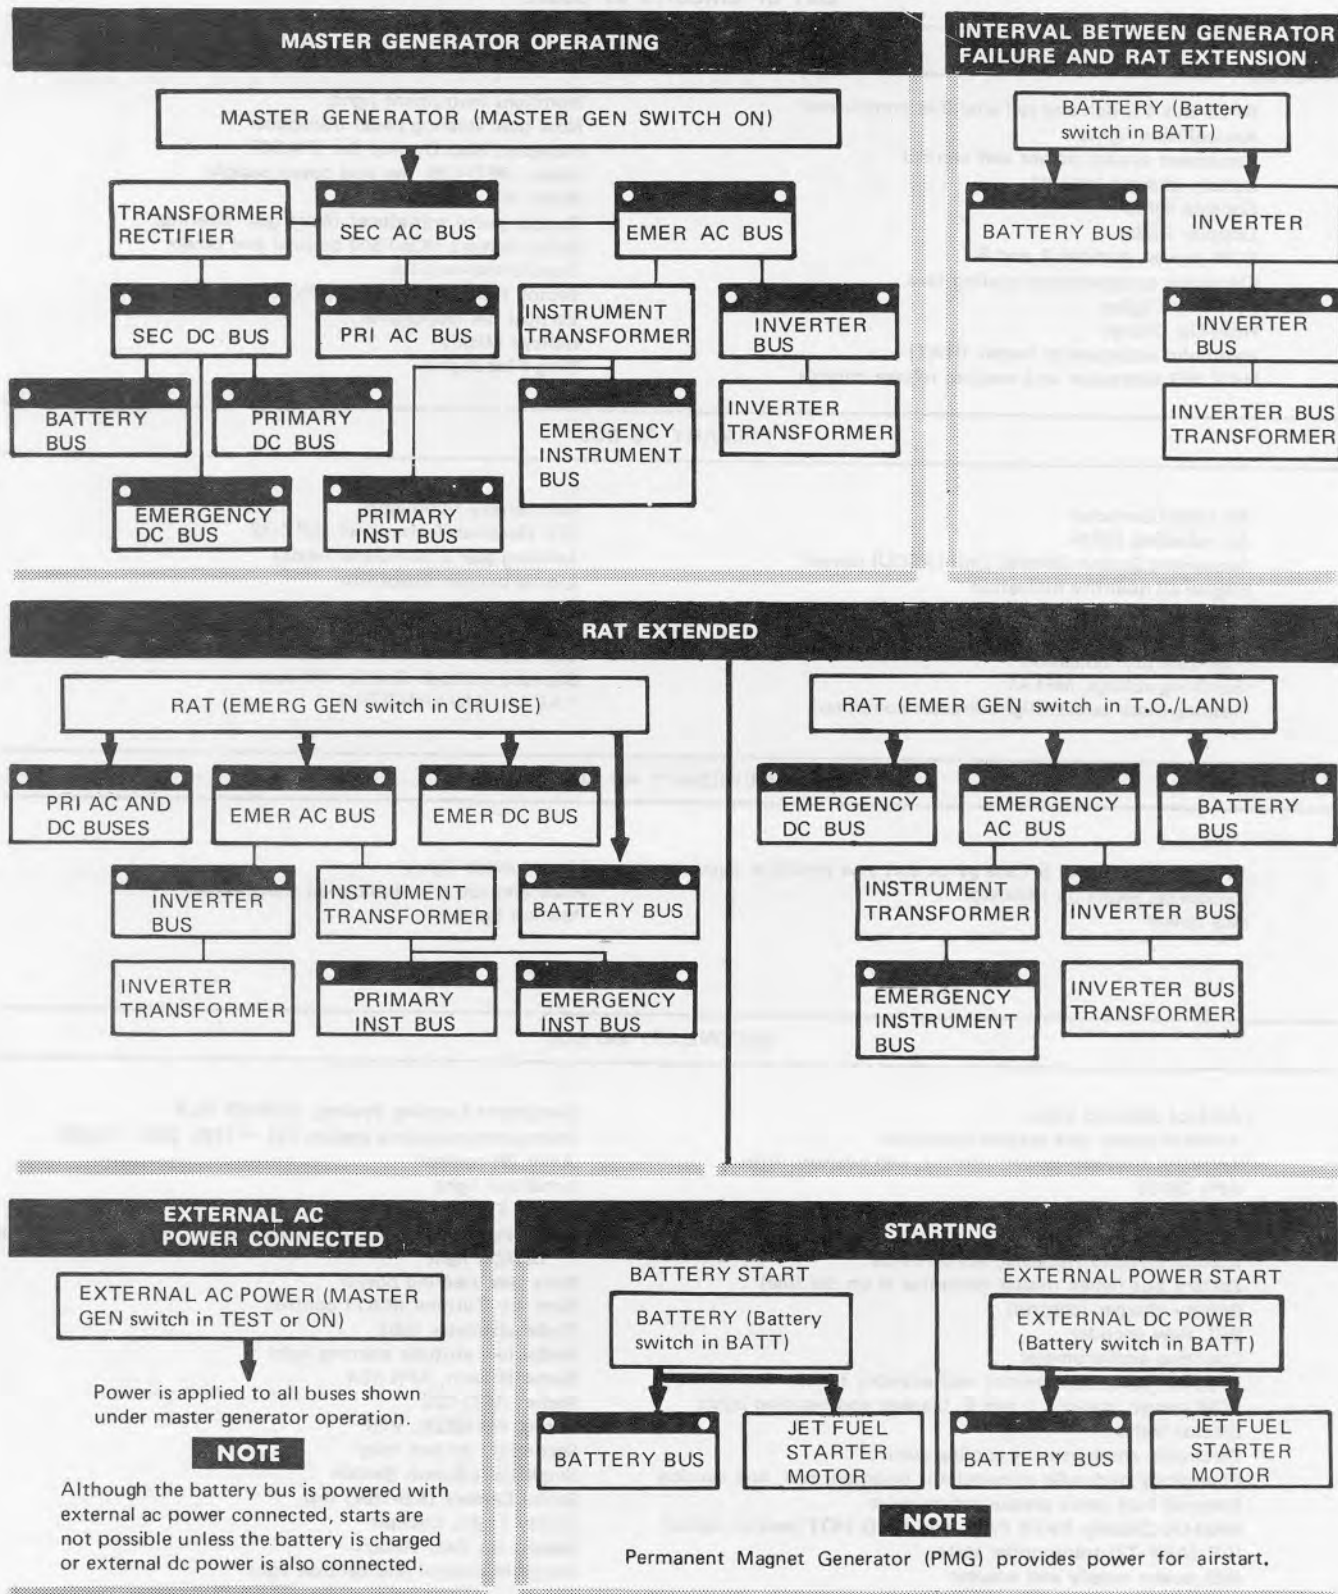 MASTER GENERATOR OPERATING
MASTER GENERATOR (MASTER GEN SWITCH ON)
TRANSFORMER
RECTIFIER
SEC AC BUS
EMER AC BUS
SEC DC BUS
PRI AC BUS
INSTRUMENT
TRANSFORMER
INVERTER
BUS
BATTERY
BUS
PRIMARY
DC BUS
EMERGENCY
INSTRUMENT
BUS
INVERTER
TRANSFORMER
EMERGENCY
DC BUS
PRIMARY
INST BUS
INTERVAL BETWEEN GENERATOR
FAILURE AND RAT EXTENSION
BATTERY (Battery
switch in BATT)
BATTERY BUS
INVERTER
INVERTER
BUS
INVERTER BUS
TRANSFORMER
RAT EXTENDED
RAT (EMERG GEN switch in CRUISE)
PRI AC AND
DC BUSES
EMER AC BUS
EMER DC BUS
INVERTER
BUS
INSTRUMENT
TRANSFORMER
BATTERY BUS
INVERTER
TRANSFORMER
PRIMARY
INST BUS
EMERGENCY
INST BUS
RAT (EMER GEN switch in T.O./LAND)
EMERGENCY
DC BUS
EMERGENCY
AC BUS
BATTERY
BUS
INSTRUMENT
TRANSFORMER
INVERTER BUS
EMERGENCY
INSTRUMENT
BUS
INVERTER BUS
TRANSFORMER
EXTERNAL AC
POWER CONNECTED
EXTERNAL AC POWER (MASTER
GEN switch in TEST or ON)
Power is applied to all buses shown
under master generator operation.
NOTE
Although the battery bus is powered with
external ac power connected, starts are
not possible unless the battery is charged
or external dc power is also connected.
STARTING
BATTERY START
BATTERY (Battery
switch in BATT)
BATTERY BUS
JET FUEL
STARTER
MOTOR
EXTERNAL POWER START
EXTERNAL DC POWER
(Battery switch in BATT)
BATTERY BUS
JET FUEL
STARTER
MOTOR
NOTE
Permanent Magnet Generator (PMG) provides power for airstart.